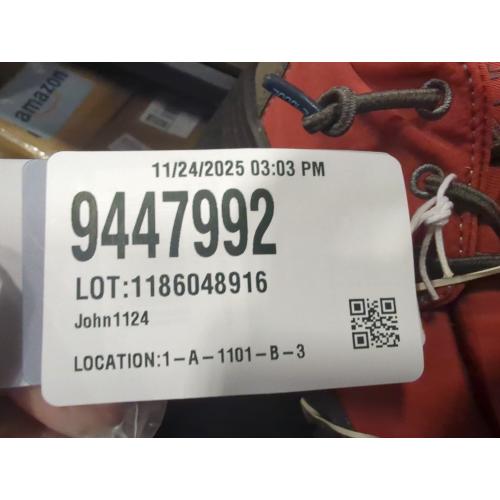 amazon
11/24/2025 03:03 PM
9447992
LOT:1186048916
John1124
LOCATION:1-A-1101-B-3